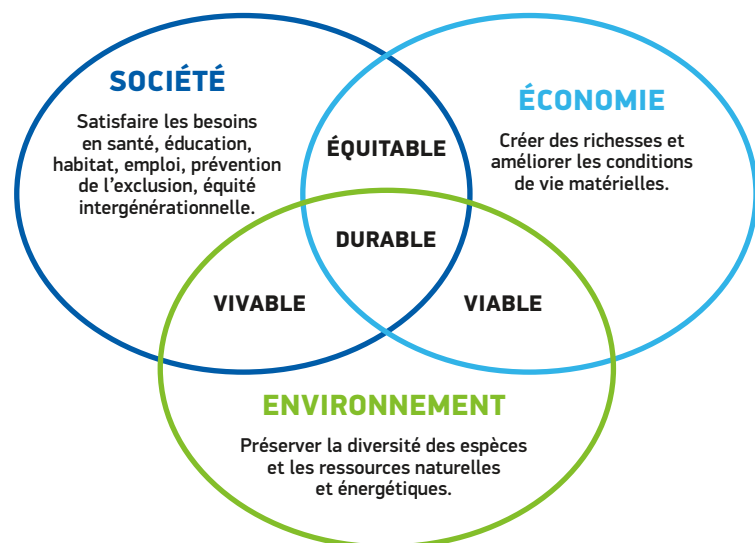 SOCIÉTÉ
Satisfaire les besoins
en santé, éducation,
habitat, emploi, prévention
de l'exclusion, équité
intergénérationnelle.
ÉCONOMIE
Créer des richesses et
améliorer les conditions
de vie matérielles.
ÉQUITABLE
DURABLE
VIVABLE
VIABLE
ENVIRONNEMENT
Préserver la diversité des espèces
et les ressources naturelles
et énergétiques.